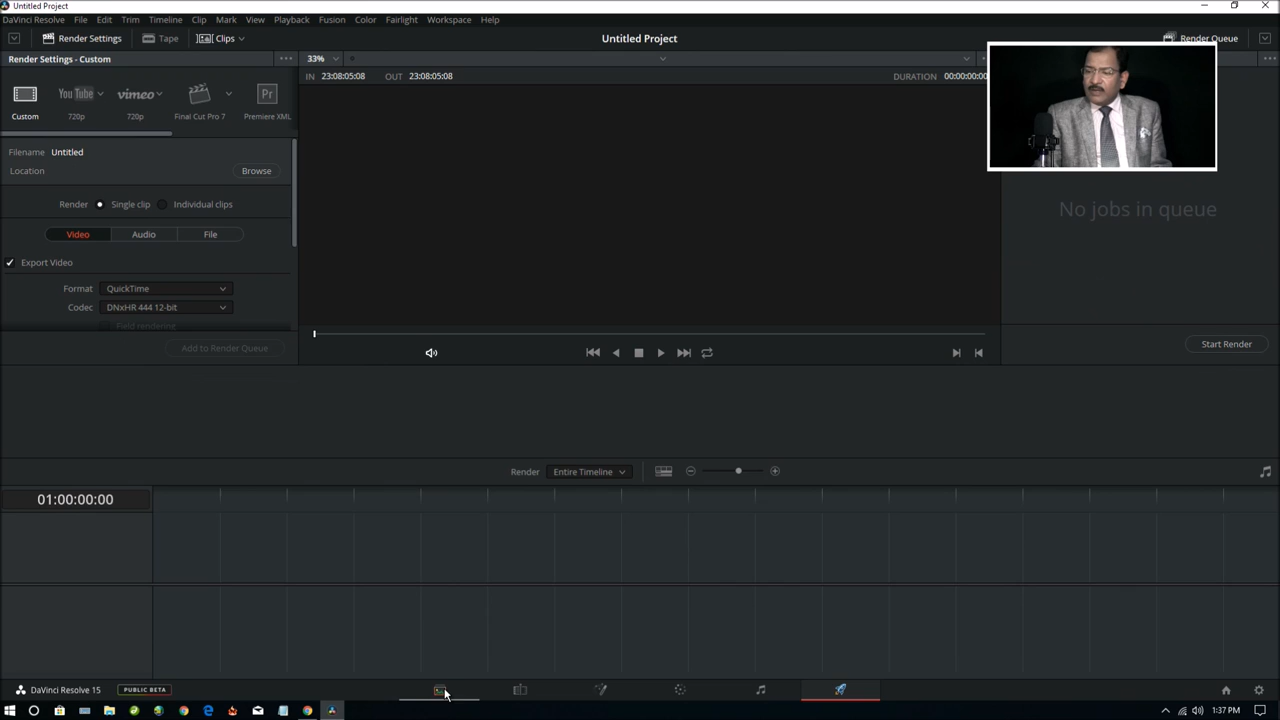 Untitled Project
DaVinci Resolve File Edit Trim Timeline Clip Mark View Playback Fusion Color Fairlight Workspace Help
Render Settings Tape Clips Untitled Project Render Queue
Render Settings - Custom 33%
IN 23:08:05:08 OUT 23:08:05:08 DURATION 00:00:00:00
YouTube vimeo Pr
Custom 720p 720p Final Cut Pro 7 Premiere XML
Filename Untitled
Location Browse
Render Single clip Individual clips
No jobs in queue
Video Audio File
Export Video
Format QuickTime
Codec DNxHR 444 12-bit
Field rendering
Add to Render Queue
Start Render
Render Entire Timeline
01:00:00:00
DaVinci Resolve 15 PUBLIC BETA
1:37 PM